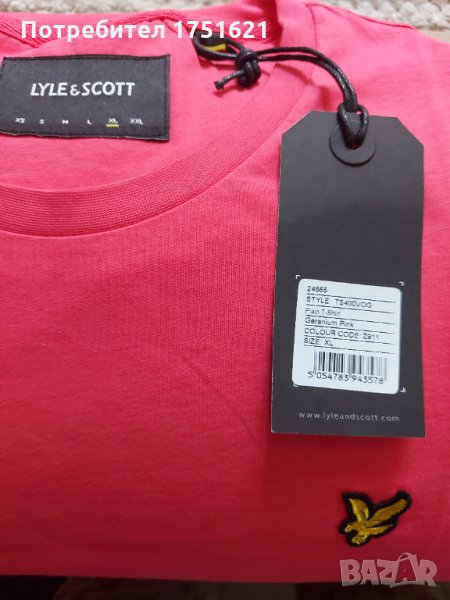 Потребител 1751621
LYLE&SCOTT
XS S M L XL XXL
24665
STYLE: TS400VOG
Plain T-Shirt
Geranium Pink
COLOUR CODE: Z911
SIZE: XL
5 054783 943578
www.lyleandscott.com
BAZAR